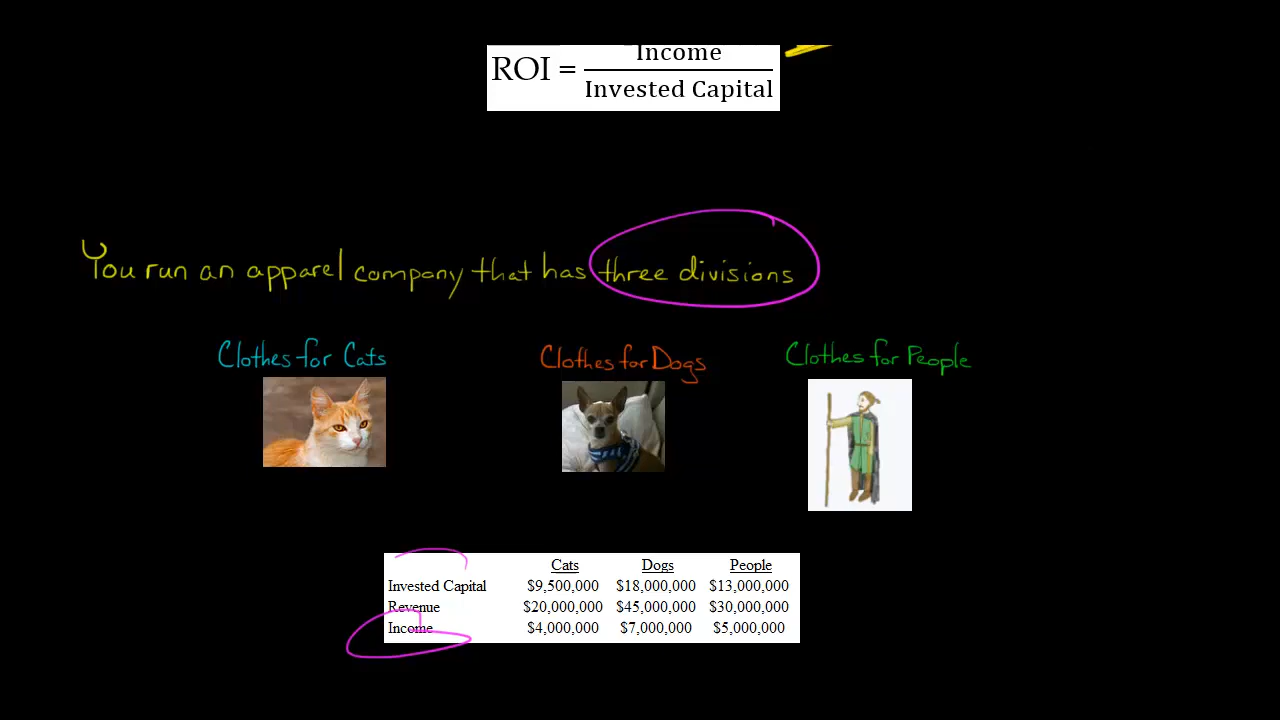 ROI = Income / Invested Capital
You run an apparel company that has three divisions
Clothes for Cats
Clothes for Dogs
Clothes for People
Cats Dogs People
Invested Capital $9,500,000 $18,000,000 $13,000,000
Revenue $20,000,000 $45,000,000 $30,000,000
Income $4,000,000 $7,000,000 $5,000,000